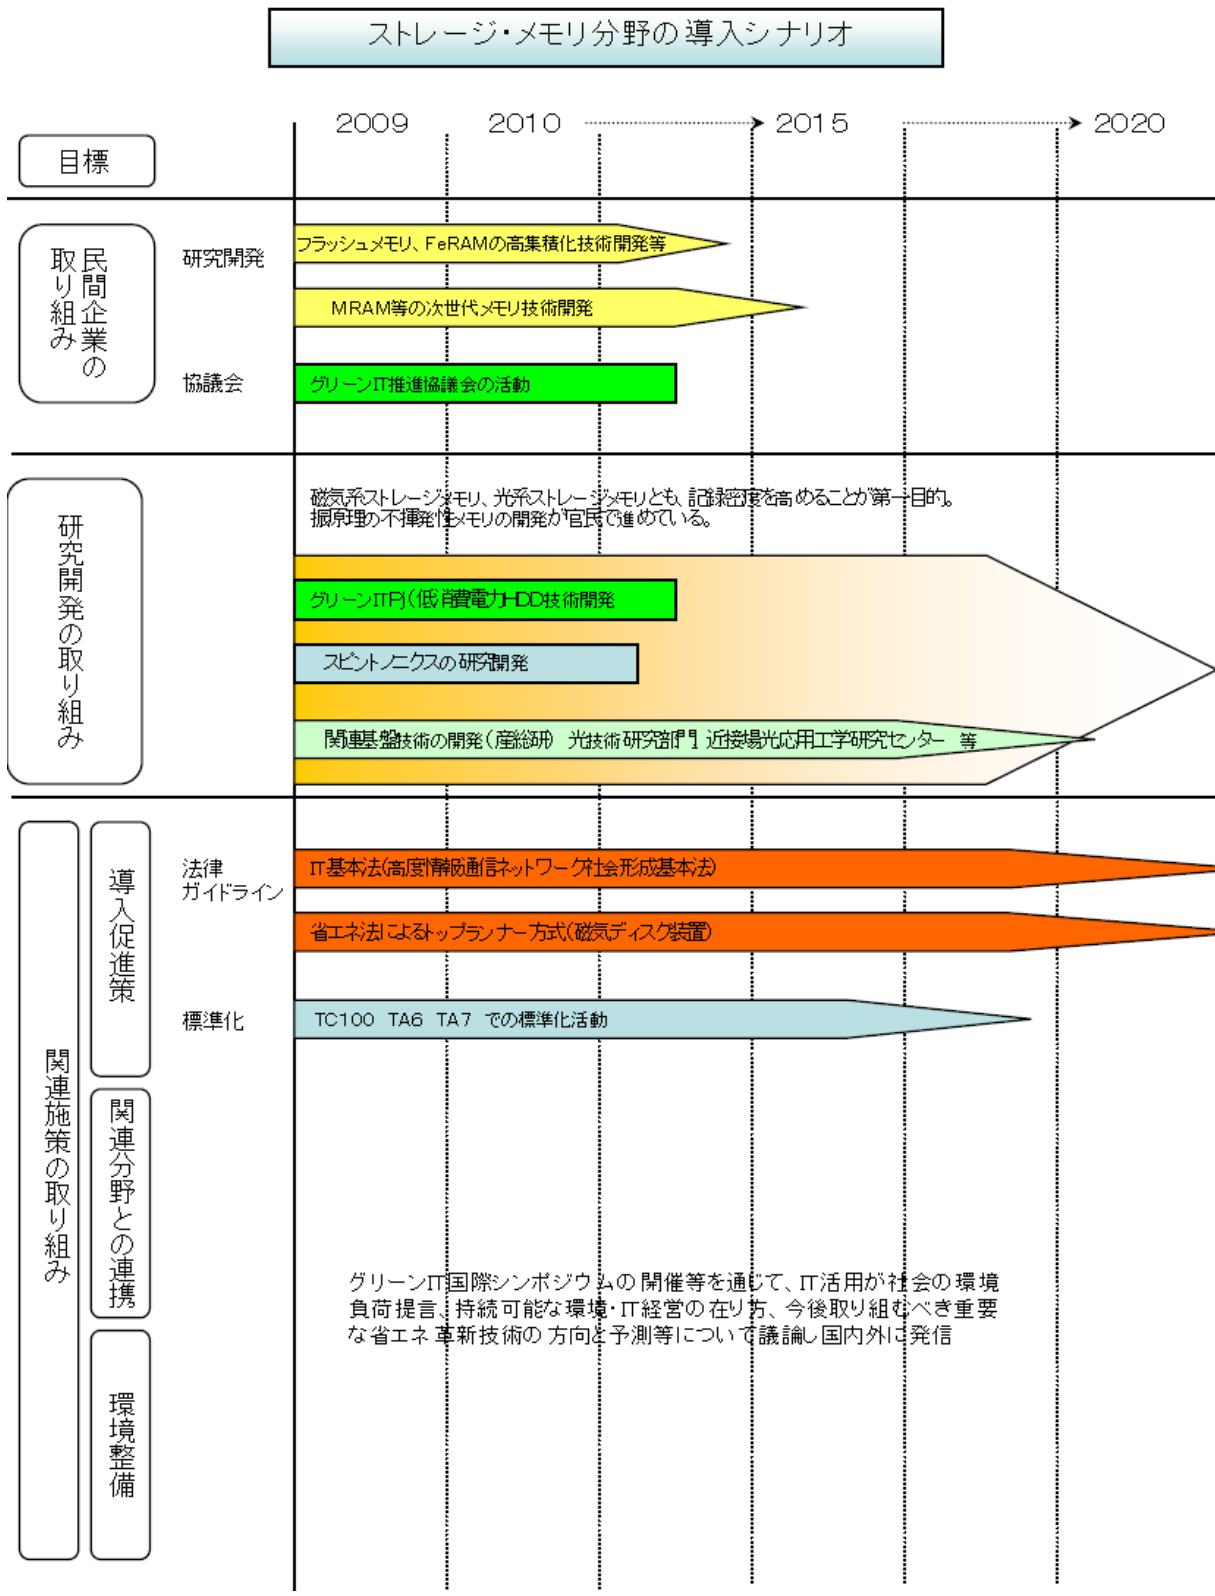 ストレージ・メモリ分野の導入シナリオ
2009
2010
2015
2020
目標
民間企業の
取り組み
研究開発
フラッシュメモリ、FeRAMの高集積化技術開発等
MRAM等の次世代メモリ技術開発
協議会
グリーンIT推進協議会の活動
研究開発の取り組み
磁気系ストレージメモリ、光系ストレージメモリとも、記録密度を高めることが第一目的。
振原理の不揮発性メモリの開発が官民で進めている。
グリーンITPj(低消費電力HDD技術開発
スピントノニクスの研究開発
関連基盤技術の開発(産総研) 光技術研究部門、近接場光応用工学研究センター 等
関連施策の取り組み
導入促進策
法律
ガイドライン
IT基本法(高度情報通信ネットワーク社会形成基本法)
省エネ法によるトップランナー方式(磁気ディスク装置)
標準化
TC100 TA6 TA7 での標準化活動
関連分野との連携
グリーンIT国際シンポジウムの開催等を通じて、IT活用が社会の環境
負荷提言、持続可能な環境・IT経営の在り方、今後取り組むべき重要
な省エネ革新技術の方向と予測等について議論し国内外に発信
環境整備